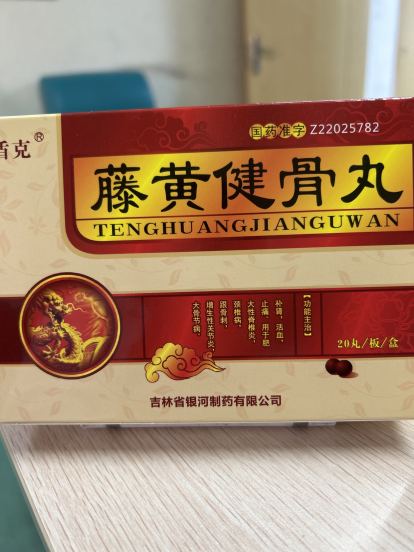 盾克®
国药准字 Z22025782
藤黄健骨丸
TENGHUANGJIANGUWAN
【功能主治】
补肾，活血，
止痛。用于肥
大性脊椎炎，
颈椎病，
跟骨刺，
增生性关节炎，
大骨节病。
20丸/板/盒
吉林省银河制药有限公司